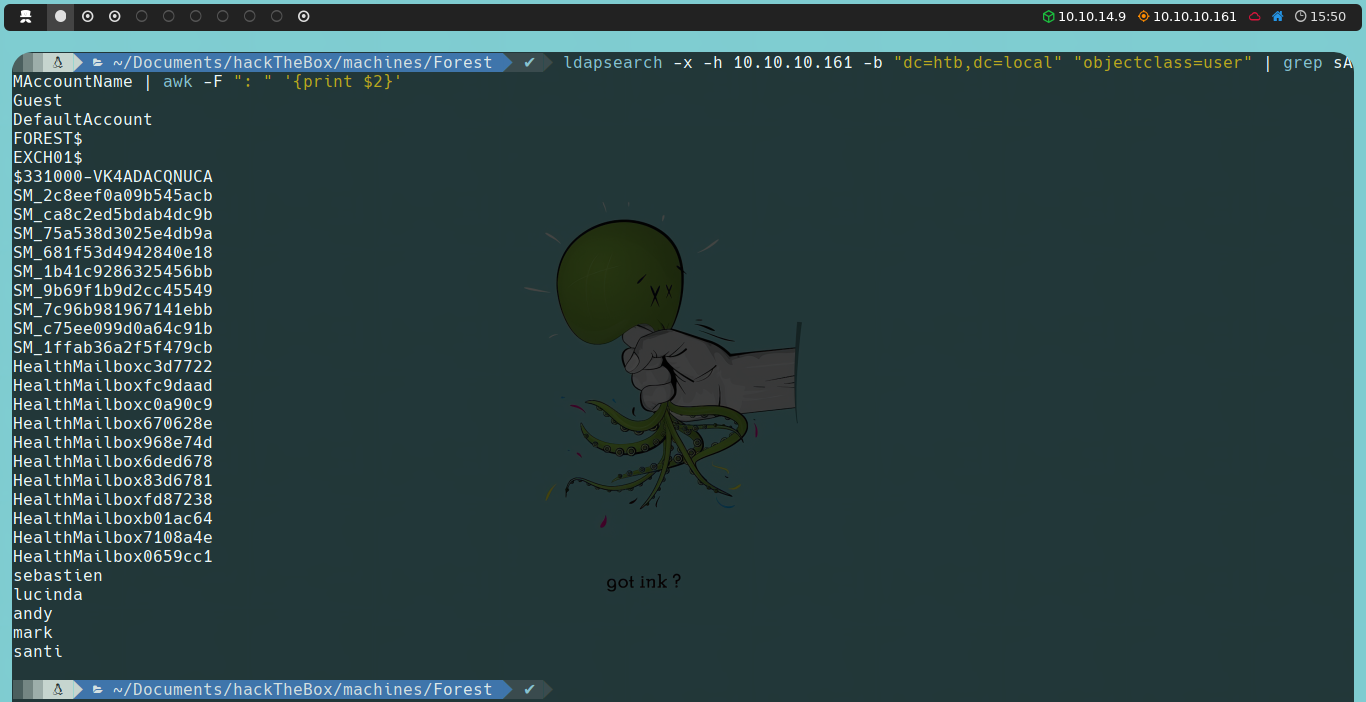 10.10.14.9 10.10.10.161 15:50
~/Documents/hackTheBox/machines/Forest ✔ ldapsearch -x -h 10.10.10.161 -b "dc=htb,dc=local" "objectclass=user" | grep sA
MAccountName | awk -F ": " '{print $2}'
Guest
DefaultAccount
FOREST$
EXCH01$
$331000-VK4ADACQNUCA
SM_2c8eef0a09b545acb
SM_ca8c2ed5bdab4dc9b
SM_75a538d3025e4db9a
SM_681f53d4942840e18
SM_1b41c9286325456bb
SM_9b69f1b9d2cc45549
SM_7c96b981967141ebb
SM_c75ee099d0a64c91b
SM_1ffab36a2f5f479cb
HealthMailboxc3d7722
HealthMailboxfc9daad
HealthMailboxc0a90c9
HealthMailbox670628e
HealthMailbox968e74d
HealthMailbox6ded678
HealthMailbox83d6781
HealthMailboxfd87238
HealthMailboxb01ac64
HealthMailbox7108a4e
HealthMailbox0659cc1
sebastien
lucinda
andy
mark
santi
got ink ?
~/Documents/hackTheBox/machines/Forest ✔